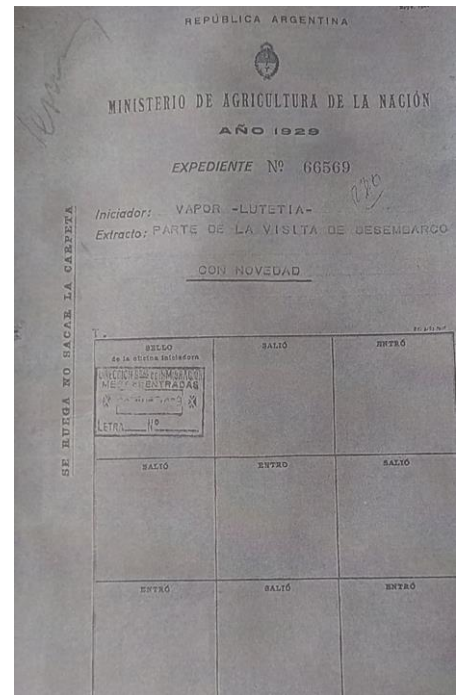 REPÚBLICA ARGENTINA
MINISTERIO DE AGRICULTURA DE LA NACIÓN
AÑO 1929
EXPEDIENTE Nº 66569
Iniciador: VAPOR -LUTETIA-
Extracto: PARTE DE LA VISITA DE DESEMBARCO
CON NOVEDAD
SE RUEGA NO SACAR LA CARPETA
SELLO
de la oficina iniciadora
SALIÓ
ENTRÓ
MESA ENTRADAS
LETRA Nº
SALIÓ
ENTRO
SALIÓ
ENTRÓ
SALIÓ
ENTRÓ